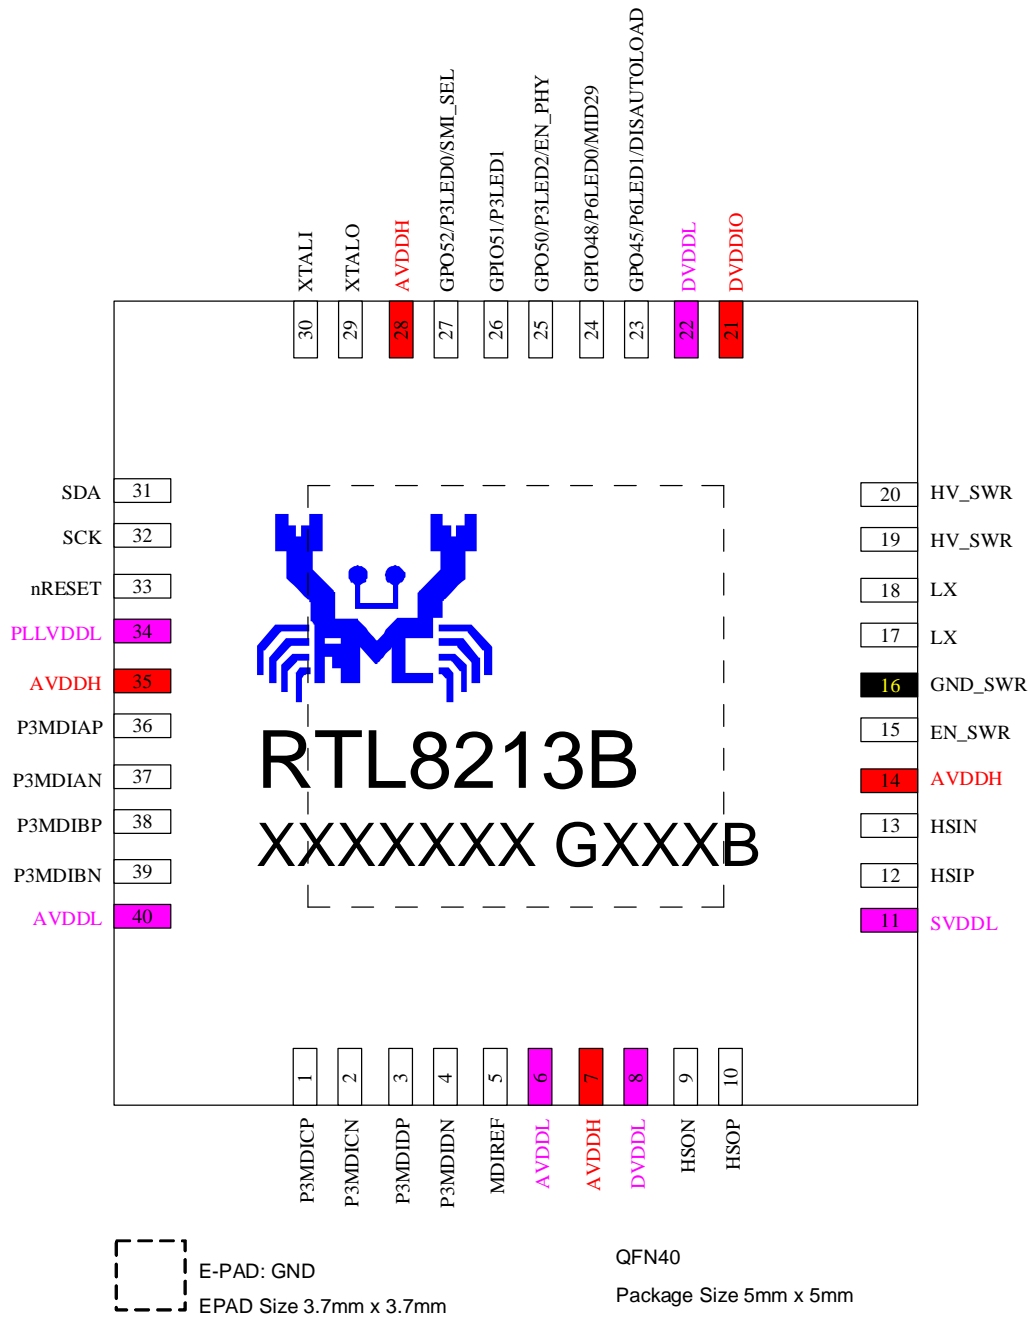 XTALI
XTALO
AVDDH
GPO52/P3LED0/SMI_SEL
GPIO51/P3LED1
GPO50/P3LED2/EN_PHY
GPIO48/P6LED0/MID29
GPO45/P6LED1/DISAUTOLOAD
DVDDL
DVDDIO
30
29
28
27
26
25
24
23
22
21
SDA 31
SCK 32
nRESET 33
PLLVDDL 34
AVDDH 35
P3MDIAP 36
P3MDIAN 37
P3MDIBP 38
P3MDIBN 39
AVDDL 40
RTL8213B
XXXXXXX GXXXB
20 HV_SWR
19 HV_SWR
18 LX
17 LX
16 GND_SWR
15 EN_SWR
14 AVDDH
13 HSIN
12 HSIP
11 SVDDL
1
2
3
4
5
6
7
8
9
10
P3MDICP
P3MDICN
P3MDIDP
P3MDIDN
MDIREF
AVDDL
AVDDH
DVDDL
HSON
HSOP
E-PAD: GND
EPAD Size 3.7mm x 3.7mm
QFN40
Package Size 5mm x 5mm